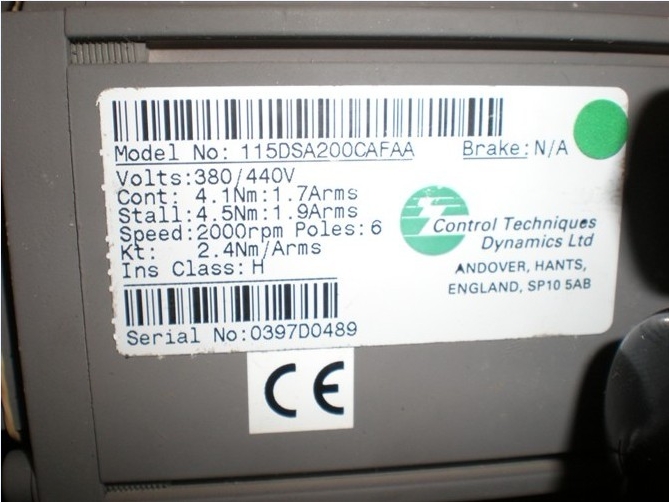 Model No: 115DSA200CAFAA Brake: N/A
Volts:380/440V
Cont: 4.1Nm:1.7Arms
Stall:4.5Nm:1.9Arms
Speed:2000rpm Poles:6
Kt: 2.4Nm/Arms
Ins Class:H
Control Techniques
Dynamics Ltd
ANDOVER, HANTS,
ENGLAND, SP10 5AB
Serial No:0397D0489
CE